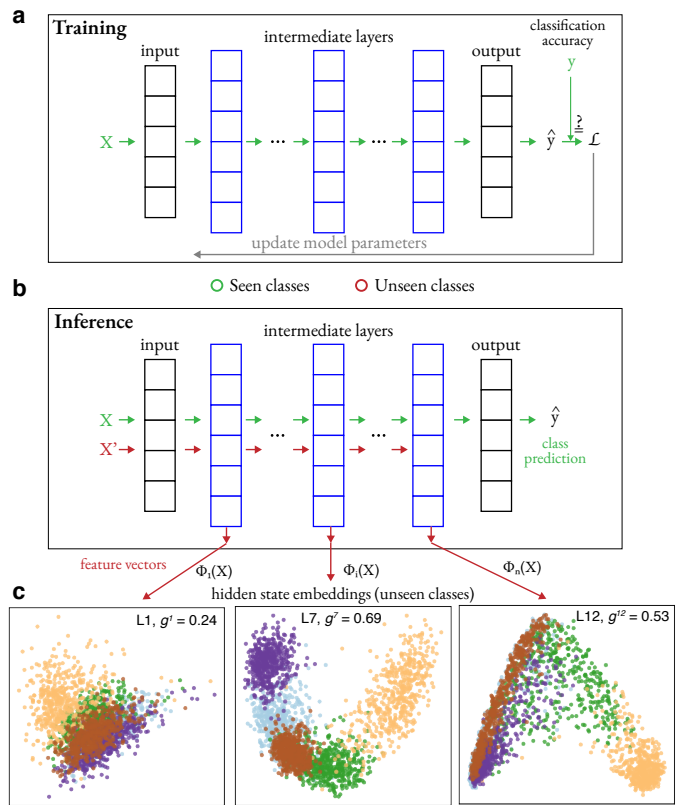 a
Training
input
intermediate layers
output
classification
accuracy
y
X
...
...
ŷ
?
=
ℒ
update model parameters
b
Seen classes
Unseen classes
Inference
input
intermediate layers
output
X
X'
...
...
ŷ
class
prediction
feature vectors
Φ₁(X)
Φᵢ(X)
Φₙ(X)
c
hidden state embeddings (unseen classes)
L1, g¹ = 0.24
L7, g⁷ = 0.69
L12, g¹² = 0.53